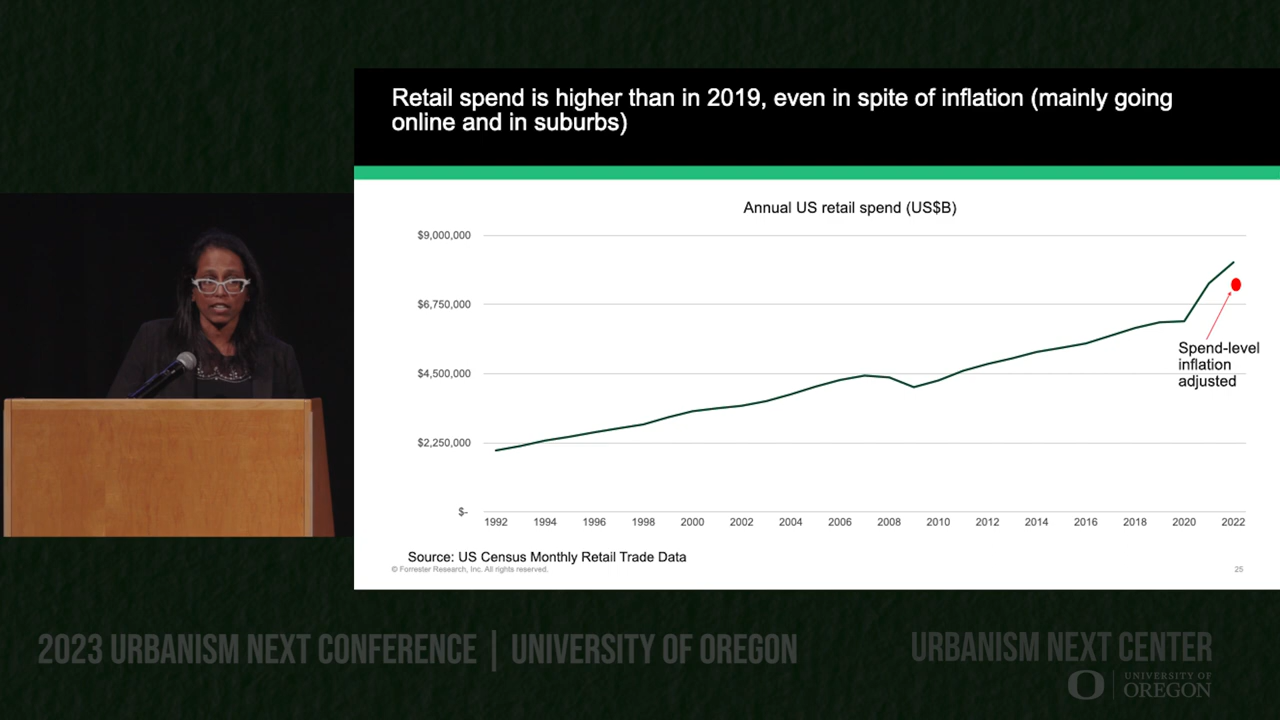 Retail spend is higher than in 2019, even in spite of inflation (mainly going
online and in suburbs)
Annual US retail spend (US$B)
$9,000,000
$6,750,000
$4,500,000
$2,250,000
$-
Spend-level
inflation
adjusted
1992 1994 1996 1998 2000 2002 2004 2006 2008 2010 2012 2014 2016 2018 2020 2022
Source: US Census Monthly Retail Trade Data
© Forrester Research, Inc. All rights reserved.
25
2023 URBANISM NEXT CONFERENCE | UNIVERSITY OF OREGON
URBANISM NEXT CENTER
O | UNIVERSITY OF
OREGON